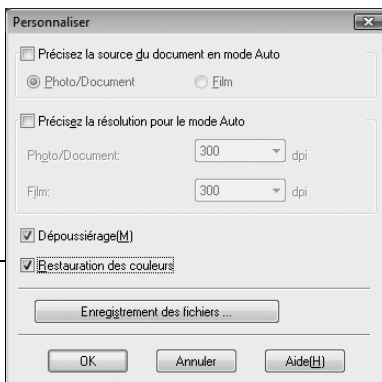 Personnaliser
Précisez la source du document en mode Auto
Photo/Document Film
Précisez la résolution pour le mode Auto
Photo/Document: 300 dpi
Film: 300 dpi
Dépoussiérage(M)
Restauration des couleurs
Enregistrement des fichiers ...
OK Annuler Aide(H)